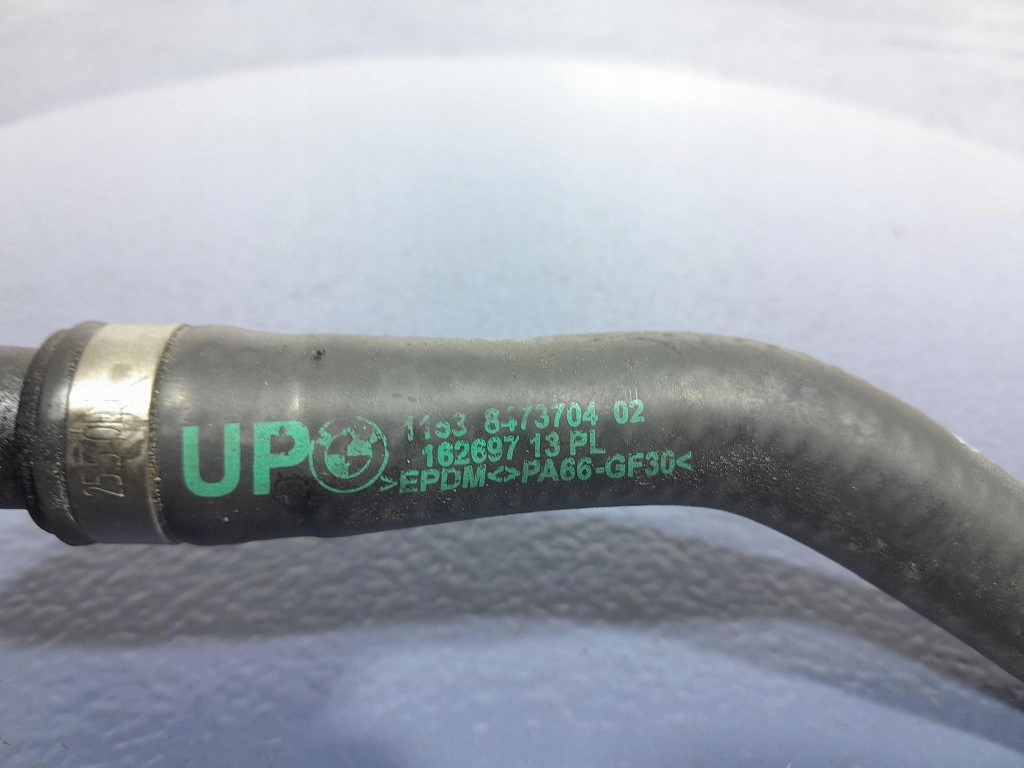 UP
1153 8473704 02
162697 13 PL
>EPDM<>PA66-GF30<